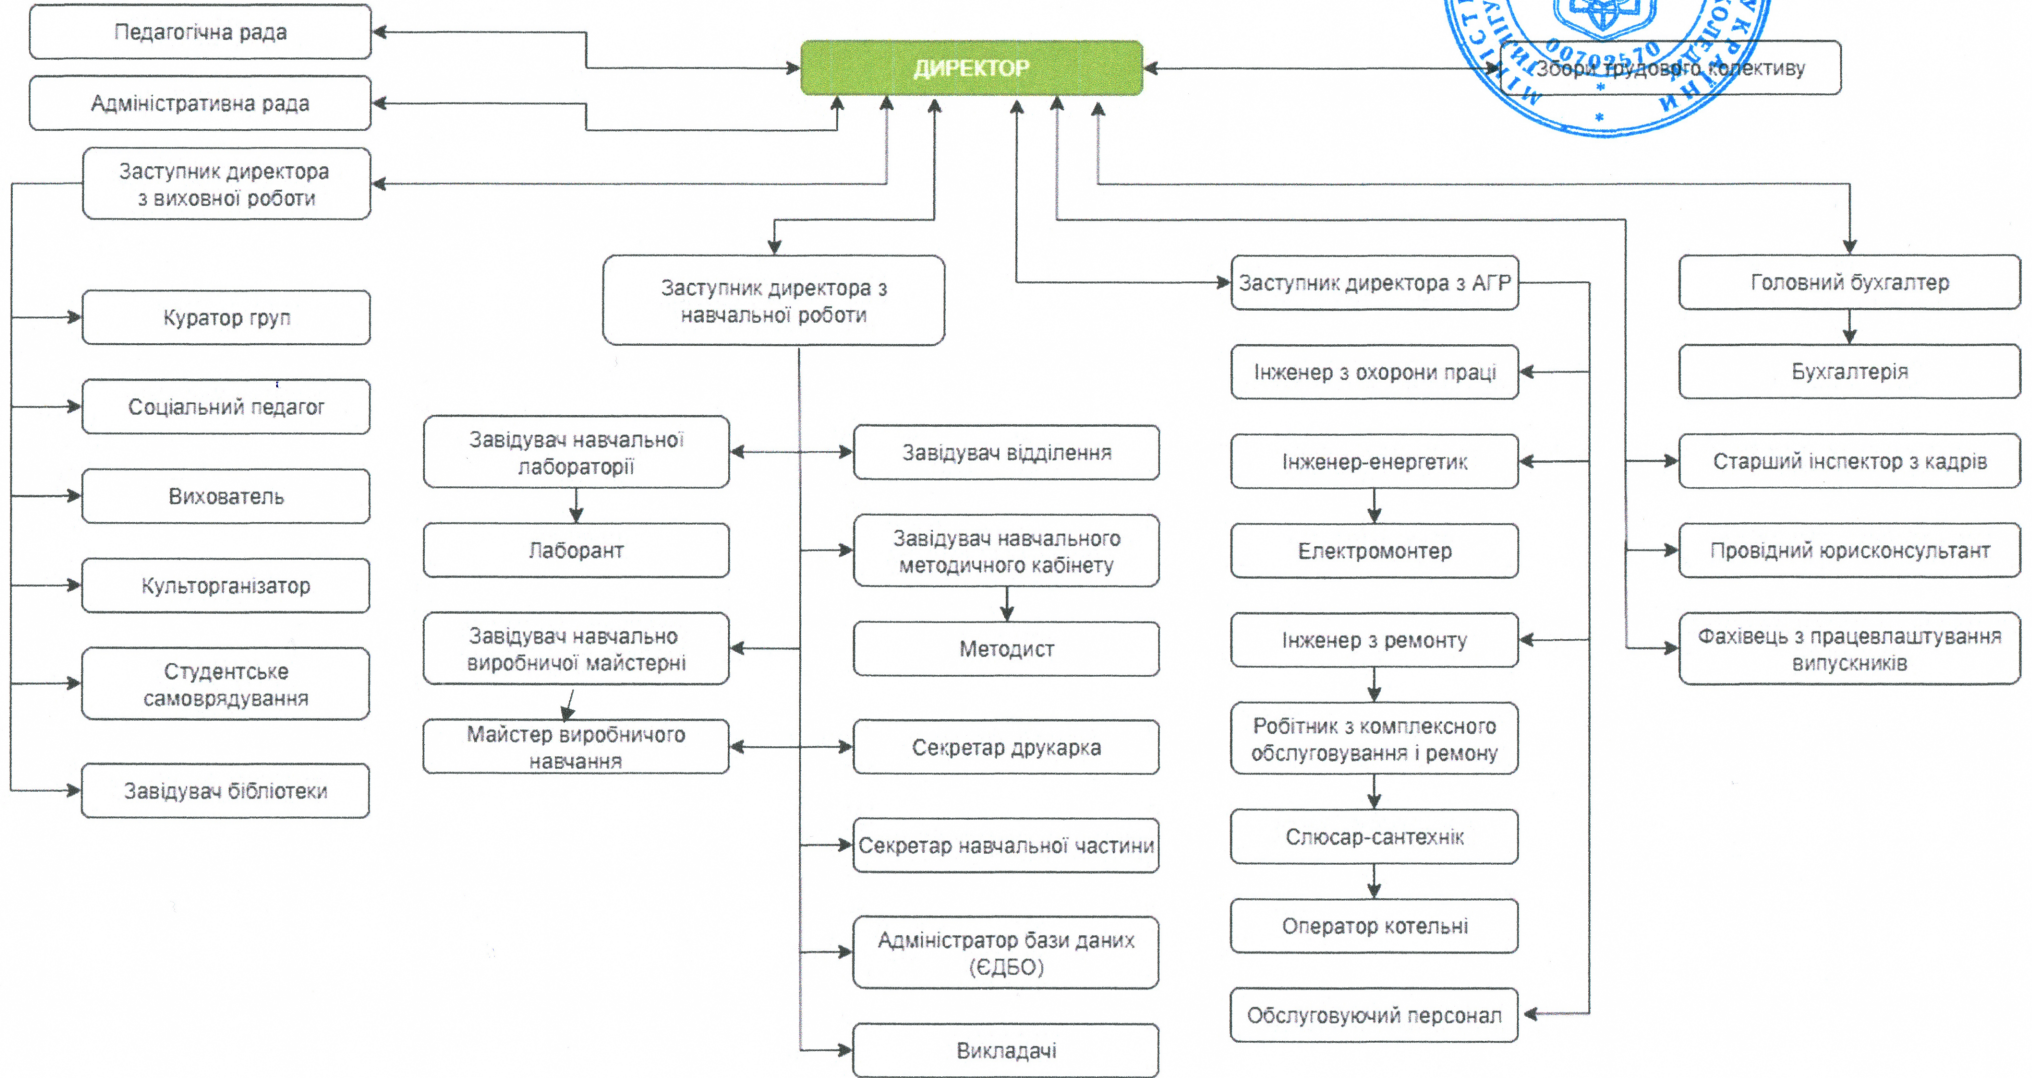 Педагогічна рада
ДИРЕКТОР
Збори трудового колективу
00702570
Адміністративна рада
Заступник директора
з виховної роботи
Куратор груп
Соціальний педагог
Вихователь
Культорганізатор
Студентське
самоврядування
Завідувач бібліотеки
Заступник директора з
навчальної роботи
Завідувач навчальної
лабораторії
Лаборант
Завідувач навчально
виробничої майстерні
Майстер виробничого
навчання
Завідувач відділення
Завідувач навчального
методичного кабінету
Методист
Секретар друкарка
Секретар навчальної частини
Адміністратор бази даних
(ЄДБО)
Викладачі
Заступник директора з АГР
Інженер з охорони праці
Інженер-енергетик
Електромонтер
Інженер з ремонту
Робітник з комплексного
обслуговування і ремону
Слюсар-сантехнік
Оператор котельні
Обслуговуючий персонал
Головний бухгалтер
Бухгалтерія
Старший інспектор з кадрів
Провідний юрисконсультант
Фахівець з працевлаштування
випускників